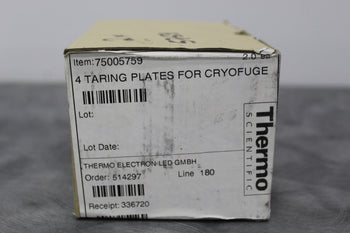 Item: 75005759
4 TARING PLATES FOR CRYOFUGE
Lot:
Lot Date:
THERMO ELECTRON LED GMBH
Order: 514297 Line 180
Receipt: 336720
Thermo
SCIENTIFIC